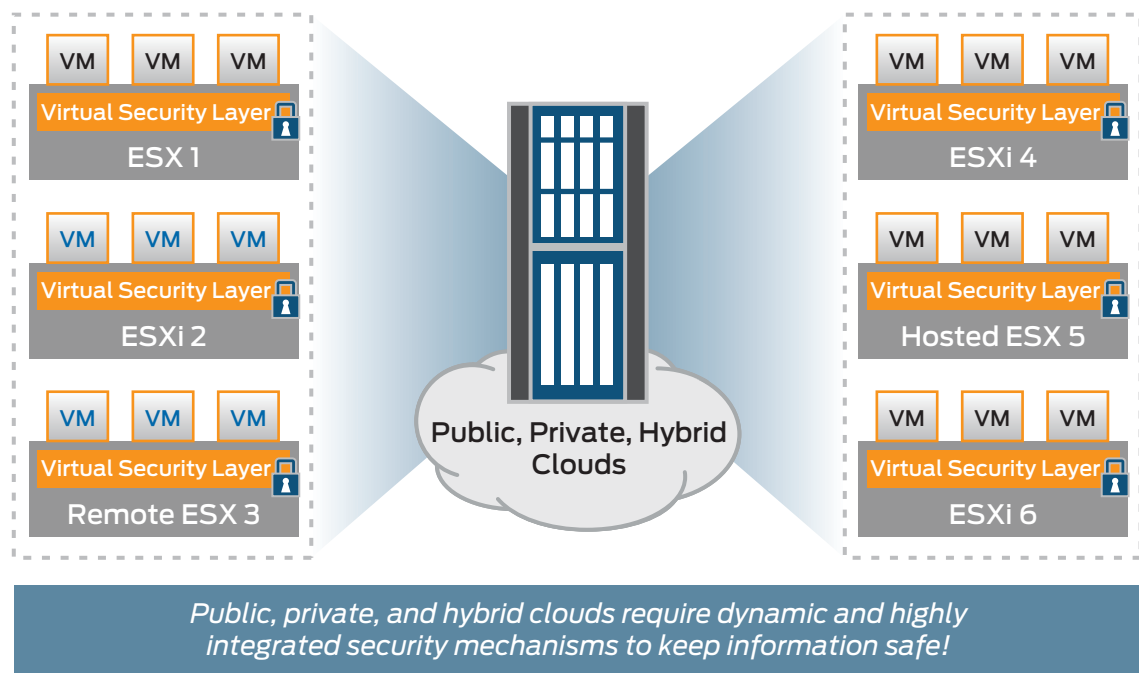 VM VM VM
Virtual Security Layer
ESX 1
VM VM VM
Virtual Security Layer
ESXi 2
VM VM VM
Virtual Security Layer
Remote ESX 3
Public, Private, Hybrid
Clouds
VM VM VM
Virtual Security Layer
ESXi 4
VM VM VM
Virtual Security Layer
Hosted ESX 5
VM VM VM
Virtual Security Layer
ESXi 6
Public, private, and hybrid clouds require dynamic and highly
integrated security mechanisms to keep information safe!